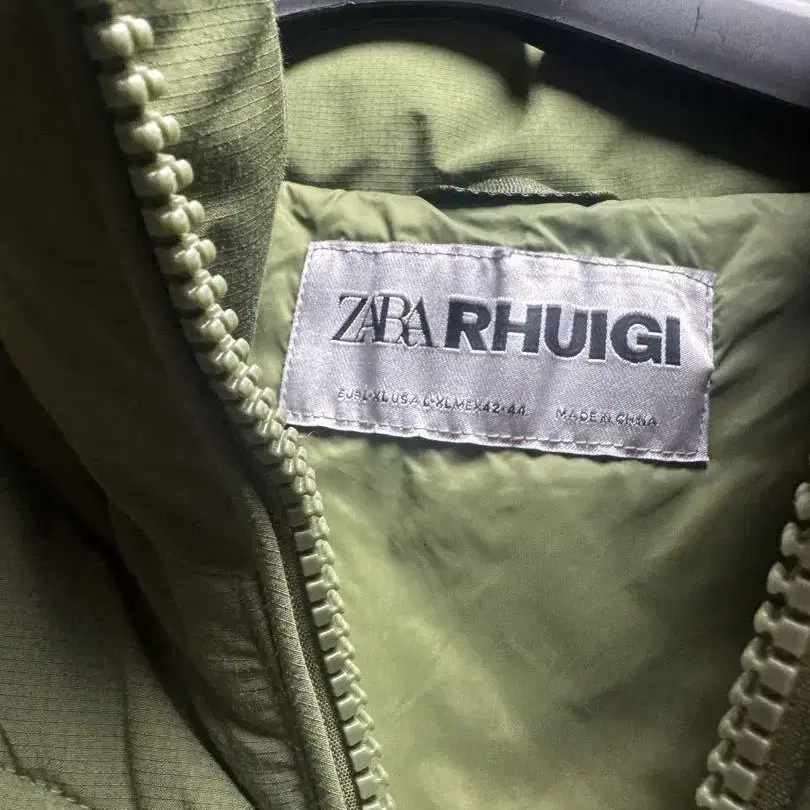 ZARA RHUIGI
EUR L-XL USA L-XL MEX 42-44 MADE IN CHINA